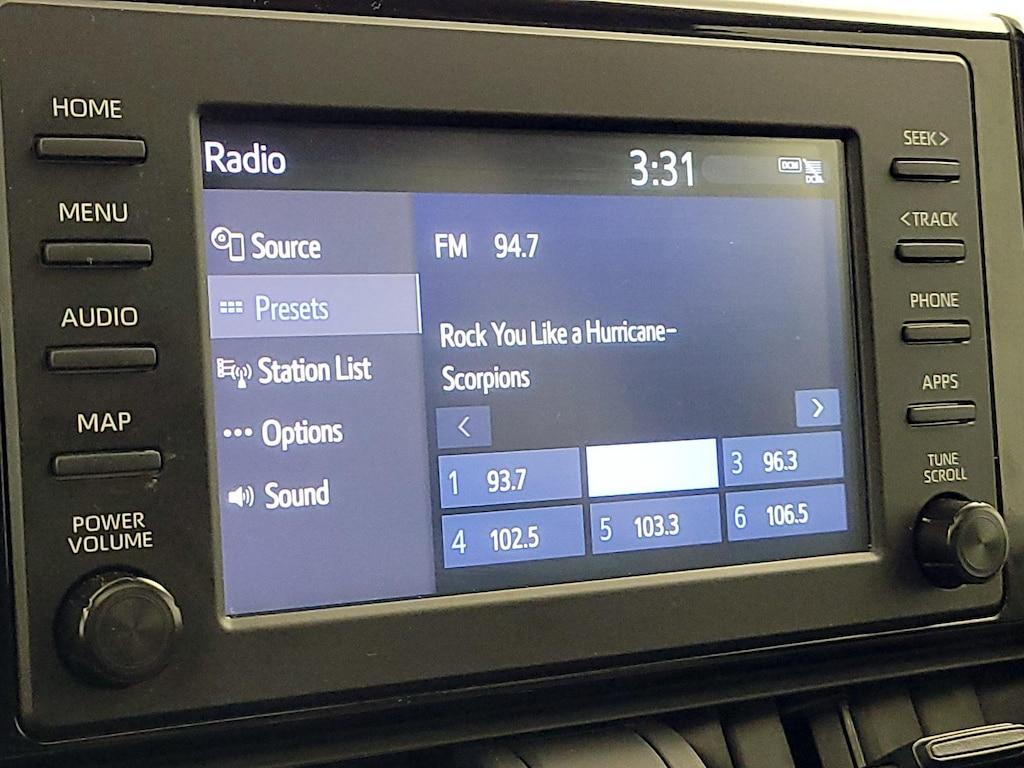 HOME
MENU
AUDIO
MAP
POWER
VOLUME
Radio
3:31
DCM
DCM
Source
Presets
Station List
Options
Sound
FM 94.7
Rock You Like a Hurricane-
Scorpions
<
>
1 93.7
3 96.3
4 102.5
5 103.3
6 106.5
SEEK>
<TRACK
PHONE
APPS
TUNE
SCROLL